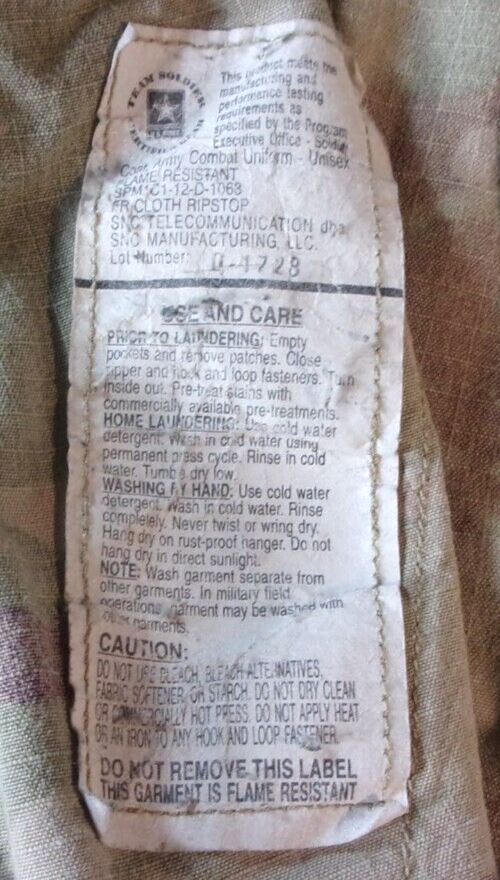 TEAM SOLDIER
This product meets the
manufacturing and
performance testing
requirements as
specified by the Program
Executive Office - Soldier
Coat, Army Combat Uniform - Unisex
FLAME RESISTANT
SPM1C1-12-D-1063
FR CLOTH RIPSTOP
SNC TELECOMMUNICATION dba
SNC MANUFACTURING, LLC.
Lot Number: 0-1728
USE AND CARE
PRIOR TO LAUNDERING: Empty
pockets and remove patches. Close
zipper and hook and loop fasteners. Turn
inside out. Pre-treat stains with
commercially available pre-treatments.
HOME LAUNDERING: Use cold water
detergent. Wash in cold water using
permanent press cycle. Rinse in cold
water. Tumble dry low.
WASHING BY HAND: Use cold water
detergent. Wash in cold water. Rinse
completely. Never twist or wring dry.
Hang dry on rust-proof hanger. Do not
hang dry in direct sunlight.
NOTE: Wash garment separate from
other garments. In military field
operations, garment may be washed with
other garments.
CAUTION:
DO NOT USE BLEACH, BLEACH ALTERNATIVES,
FABRIC SOFTENER, OR STARCH. DO NOT DRY CLEAN
OR COMMERCIALLY HOT PRESS. DO NOT APPLY HEAT
OR AN IRON TO ANY HOOK AND LOOP FASTENER.
DO NOT REMOVE THIS LABEL
THIS GARMENT IS FLAME RESISTANT